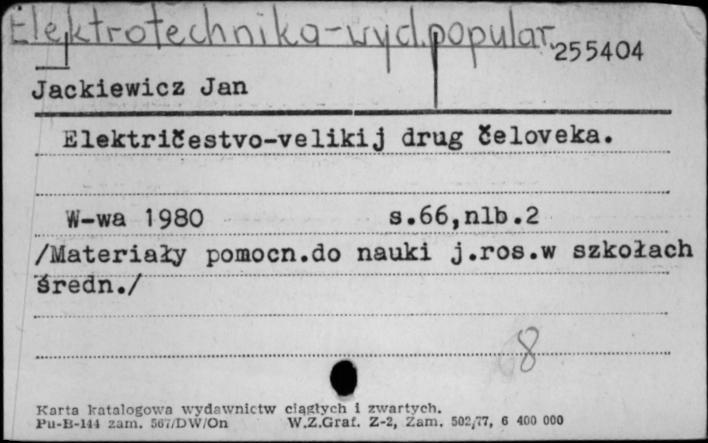 Elektrotechnika-wyd.popular.
255404
Jackiewicz Jan
Električestvo-velikij drug čeloveka.
W-wa 1980 s.66,nlb.2
/Materiały pomocn.do nauki j.ros.w szkołach
średn./
68
Karta katalogowa wydawnictw ciągłych i zwartych.
Pu-B-144 zam. 567/DW/On W.Z.Graf. Z-2, Zam. 502/77, 6 400 000